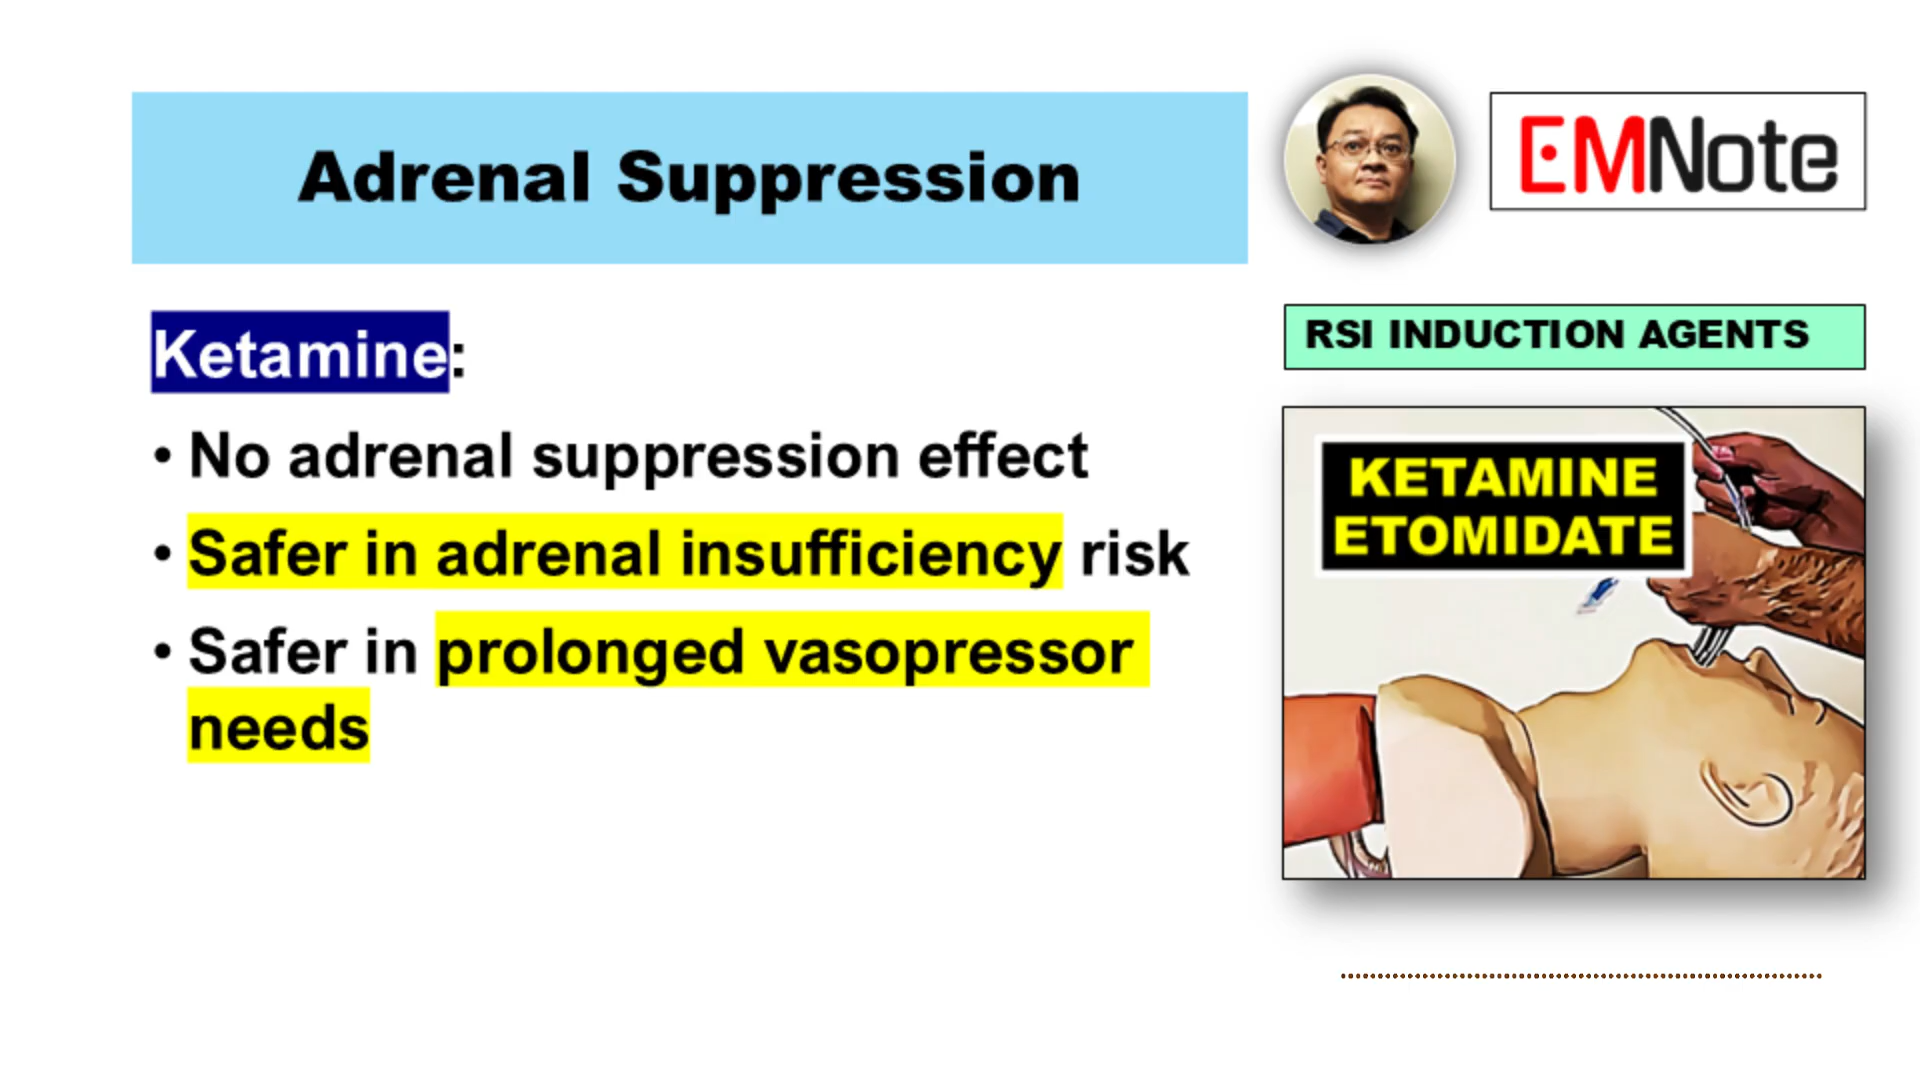 Adrenal Suppression
EMNote
Ketamine:
• No adrenal suppression effect
• Safer in adrenal insufficiency risk
• Safer in prolonged vasopressor
needs
RSI INDUCTION AGENTS
KETAMINE
ETOMIDATE